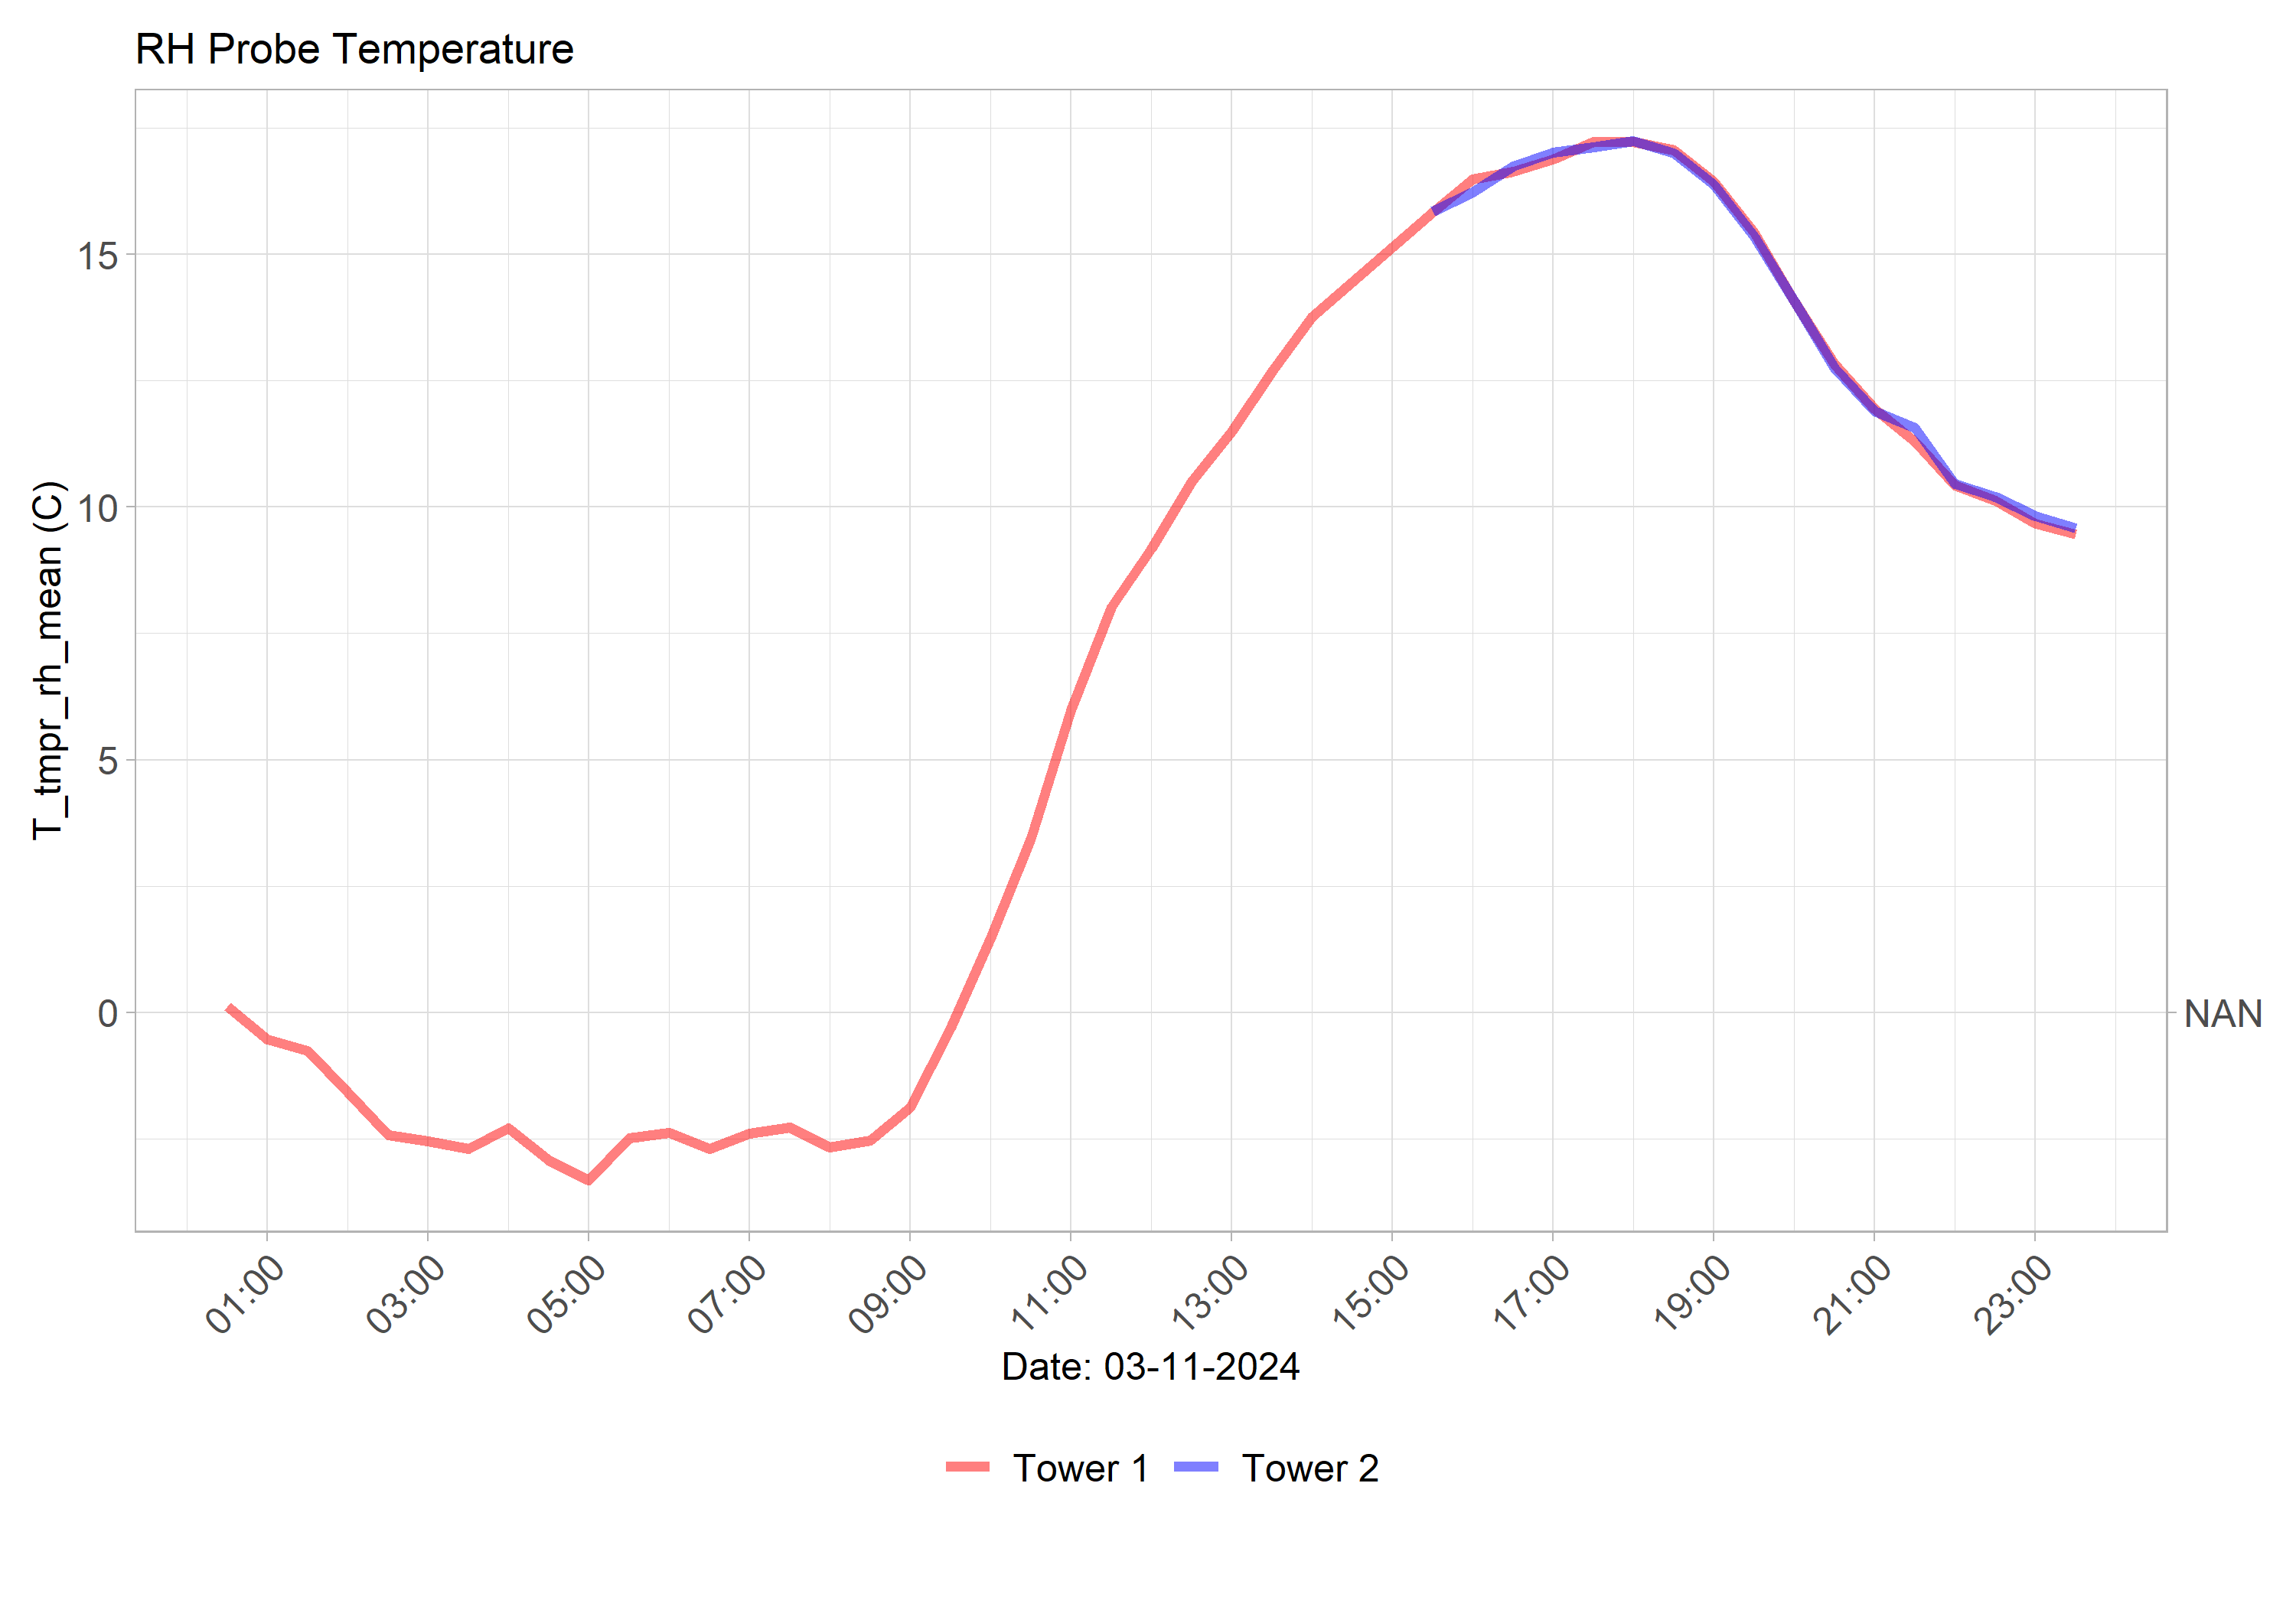 RH Probe Temperature
T_tmpr_rh_mean (C)
15
10
5
0
NAN
01:00 03:00 05:00 07:00 09:00 11:00 13:00 15:00 17:00 19:00 21:00 23:00
Date: 03-11-2024
Tower 1 Tower 2